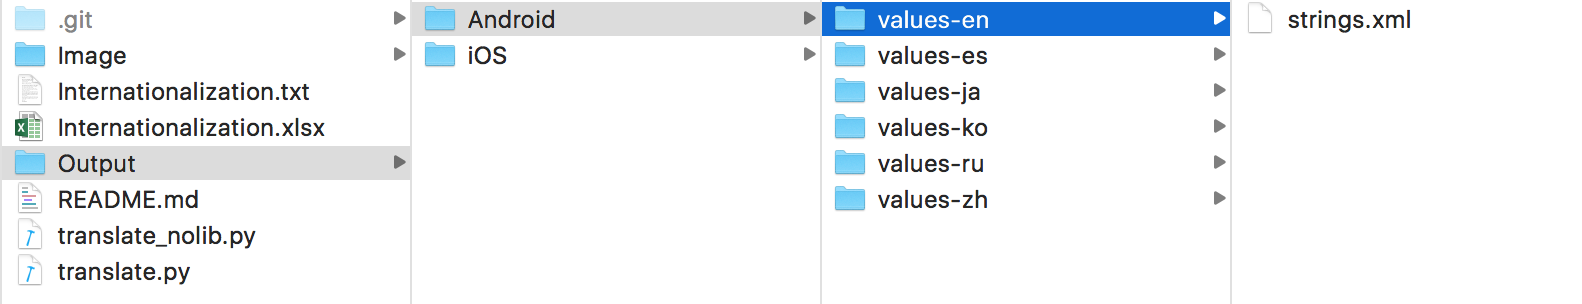 .git
Image
Internationalization.txt
Internationalization.xlsx
Output
README.md
translate_nolib.py
translate.py
Android
iOS
values-en
values-es
values-ja
values-ko
values-ru
values-zh
strings.xml